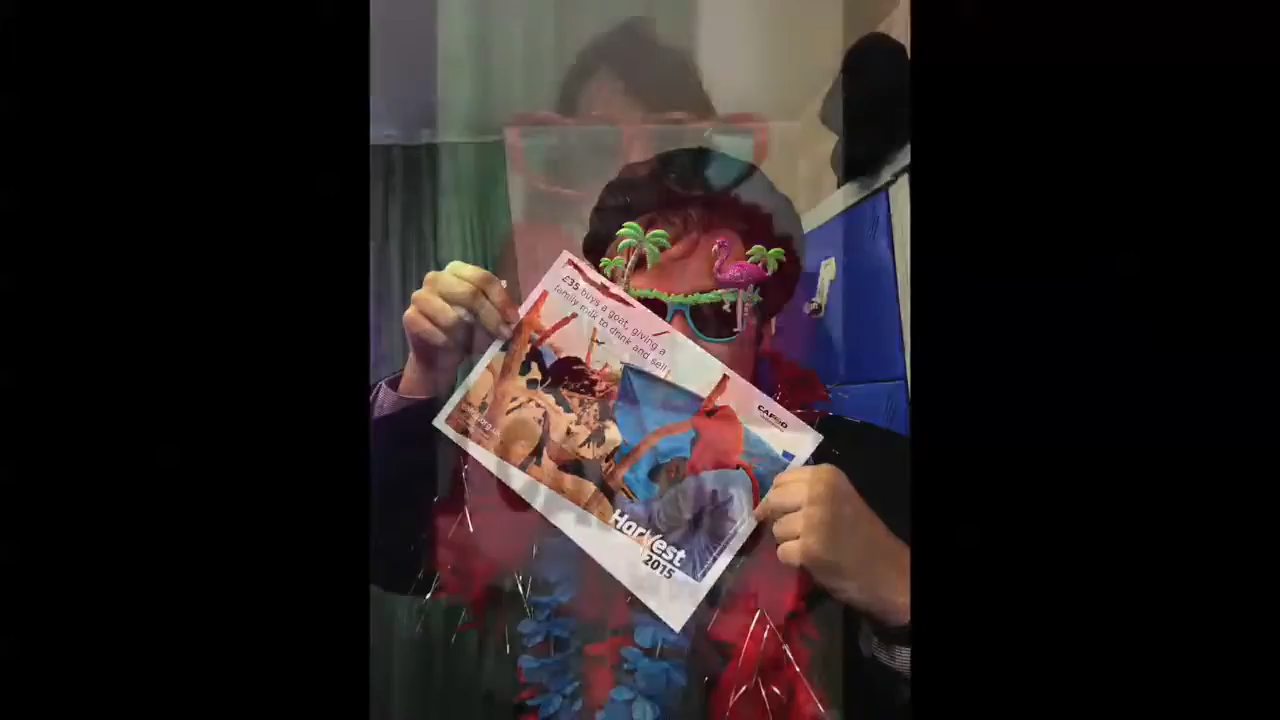 £35 buys a goat, giving a
family milk to drink and sell!
CAFOD
Harvest
2015